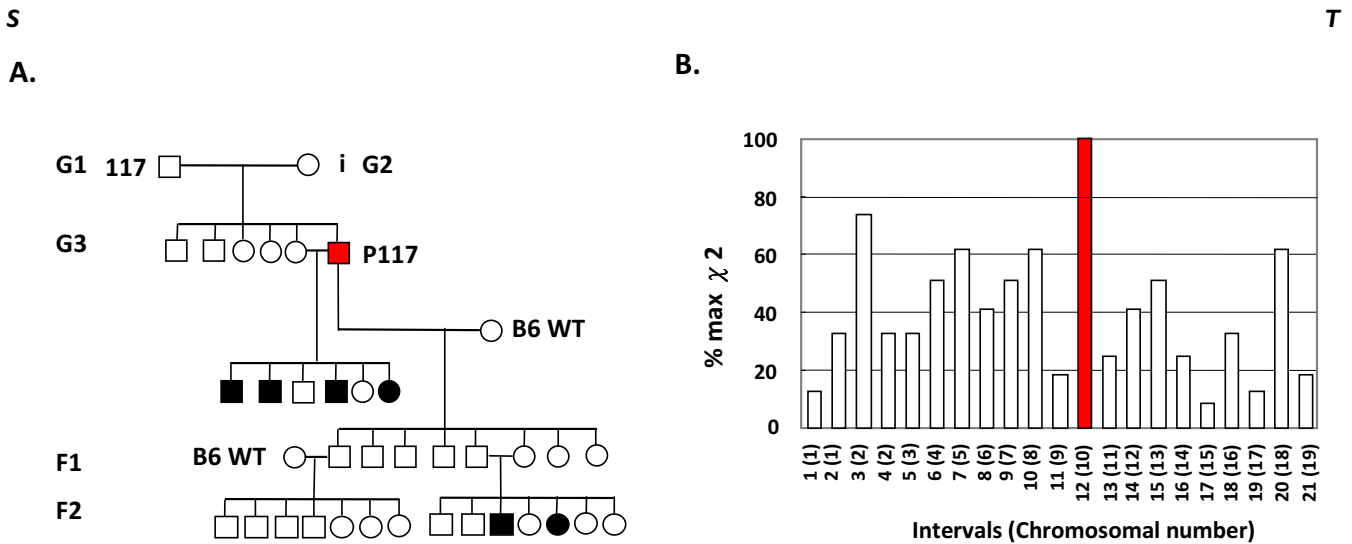 S T
A.
G1 117 i G2
G3 P117
B6 WT
F1 B6 WT
F2
B.
% max χ 2
100
80
60
40
20
0
1 (1)
2 (1)
3 (2)
4 (2)
5 (3)
6 (4)
7 (5)
8 (6)
9 (7)
10 (8)
11 (9)
12 (10)
13 (11)
14 (12)
15 (13)
16 (14)
17 (15)
18 (16)
19 (17)
20 (18)
21 (19)
Intervals (Chromosomal number)